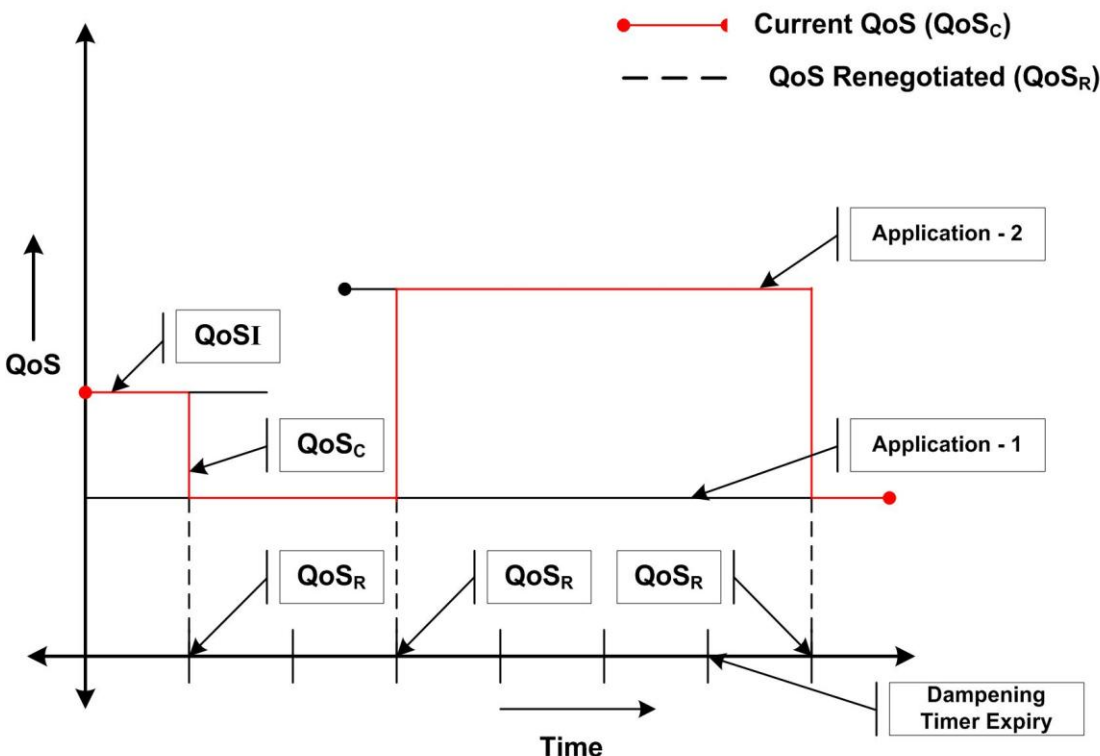 Current QoS (QoSC)
QoS Renegotiated (QoSR)
Application - 2
QoSI
QoS
QoSC
Application - 1
QoSR
QoSR
QoSR
Dampening
Timer Expiry
Time